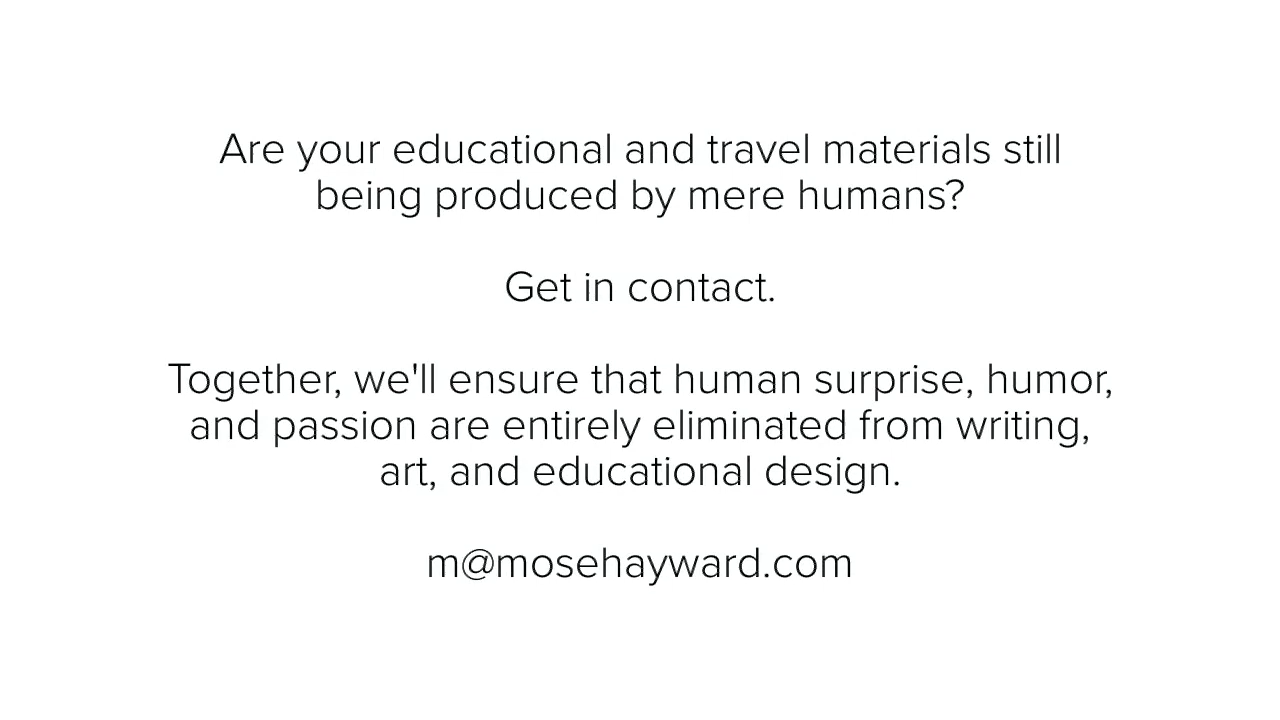 Are your educational and travel materials still
being produced by mere humans?
Get in contact.
Together, we'll ensure that human surprise, humor,
and passion are entirely eliminated from writing,
art, and educational design.
m@mosehayward.com